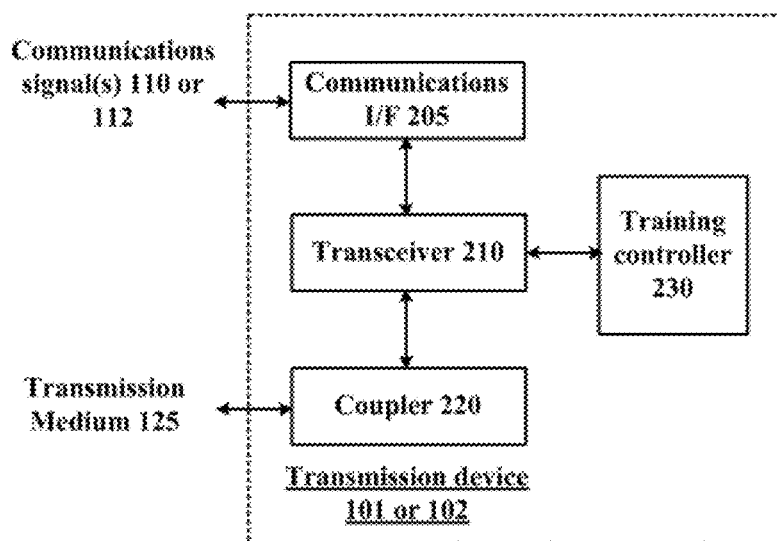 Communications
signal(s) 110 or
112
Communications
I/F 205
Transceiver 210
Training
controller
230
Transmission
Medium 125
Coupler 220
Transmission device
101 or 102